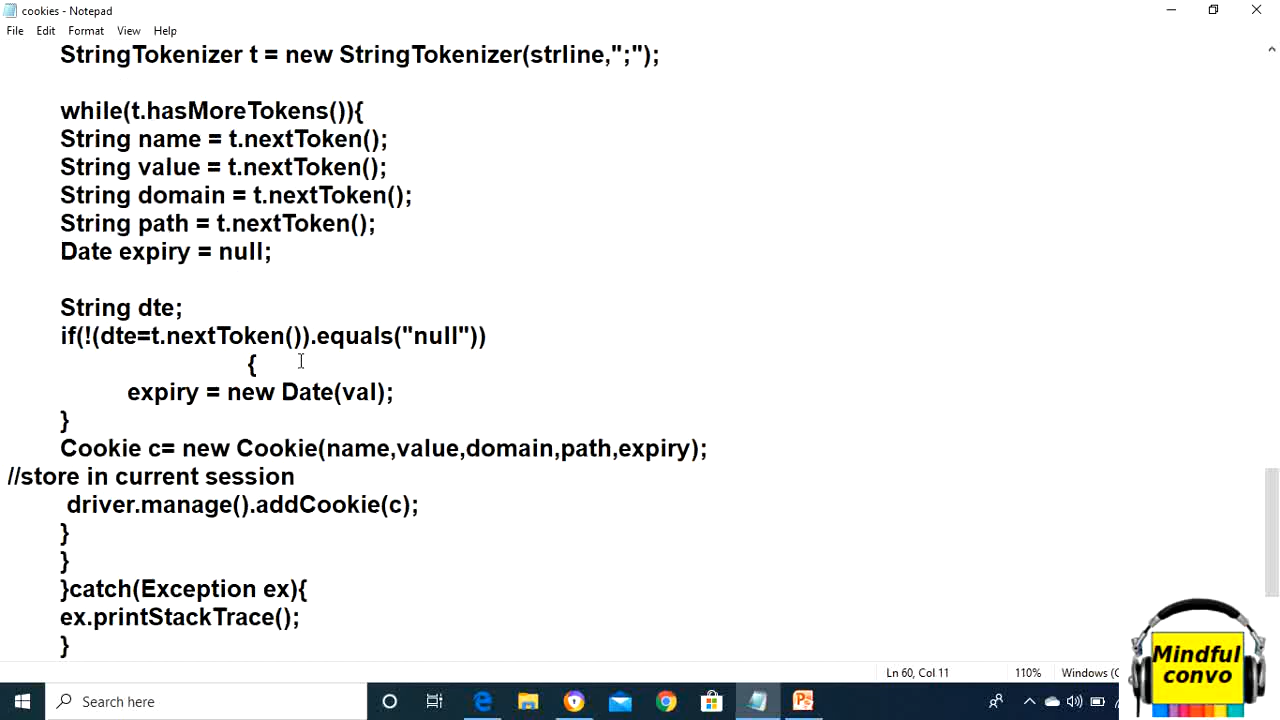 cookies - Notepad
File Edit Format View Help
StringTokenizer t = new StringTokenizer(strline,";");
while(t.hasMoreTokens()){
String name = t.nextToken();
String value = t.nextToken();
String domain = t.nextToken();
String path = t.nextToken();
Date expiry = null;
String dte;
if(!(dte=t.nextToken()).equals("null"))
{
expiry = new Date(val);
}
Cookie c= new Cookie(name,value,domain,path,expiry);
//store in current session
driver.manage().addCookie(c);
}
}
}catch(Exception ex){
ex.printStackTrace();
}
Ln 60, Col 11 110% Windows (C
Search here
Mindful
convo